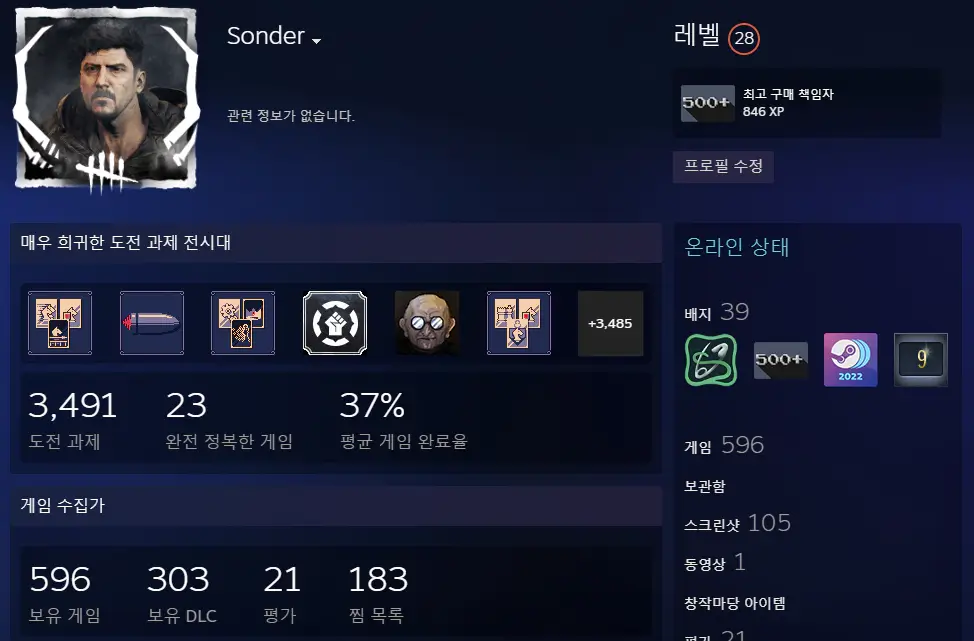 Sonder
관련 정보가 없습니다.
레벨 28
500+
최고 구매 책임자
846 XP
프로필 수정
매우 희귀한 도전 과제 전시대
+3,485
3,491
도전 과제
23
완전 정복한 게임
37%
평균 게임 완료율
게임 수집가
596
보유 게임
303
보유 DLC
21
평가
183
찜 목록
온라인 상태
배지 39
500+
2022
9
게임 596
보관함
스크린샷 105
동영상 1
창작마당 아이템
평가 21